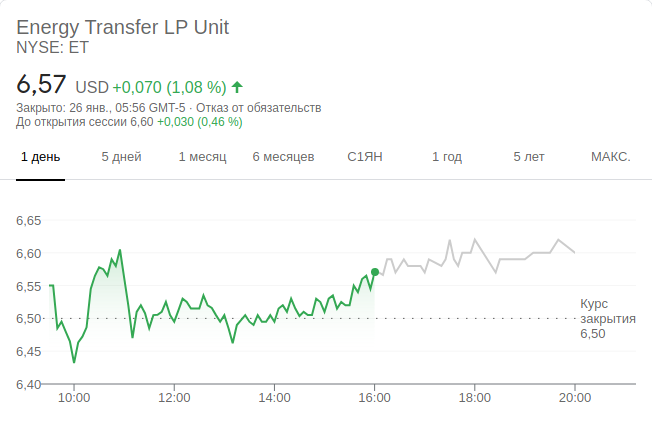 Energy Transfer LP Unit
NYSE: ET
6,57 USD +0,070 (1,08 %)
Закрыто: 26 янв., 05:56 GMT-5 · Отказ от обязательств
До открытия сессии 6,60 +0,030 (0,46 %)
1 день 5 дней 1 месяц 6 месяцев С1ЯН 1 год 5 лет МАКС.
6,65
6,60
6,55
6,50
6,45
6,40
Курс
закрытия
6,50
10:00 12:00 14:00 16:00 18:00 20:00